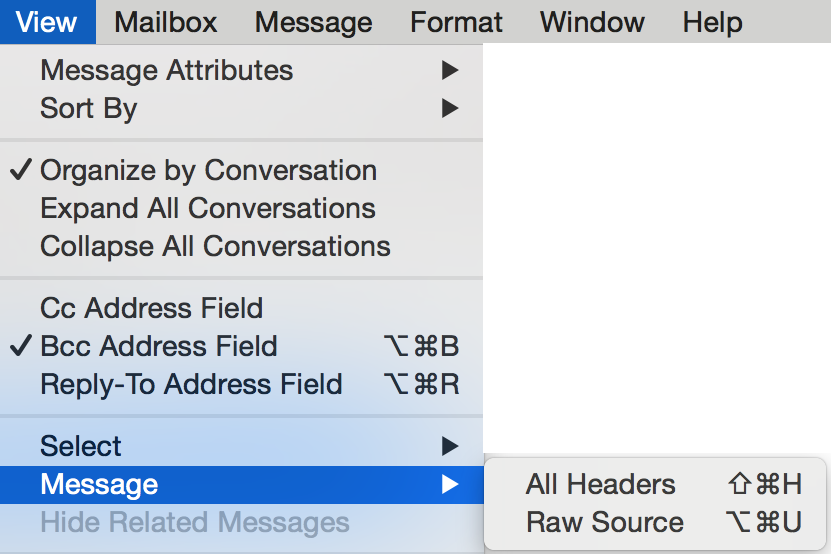 View Mailbox Message Format Window Help
Message Attributes ▶
Sort By ▶
✓ Organize by Conversation
Expand All Conversations
Collapse All Conversations
Cc Address Field
✓ Bcc Address Field ⌥⌘B
Reply-To Address Field ⌥⌘R
Select ▶
Message ▶
Hide Related Messages
All Headers ⇧⌘H
Raw Source ⌥⌘U